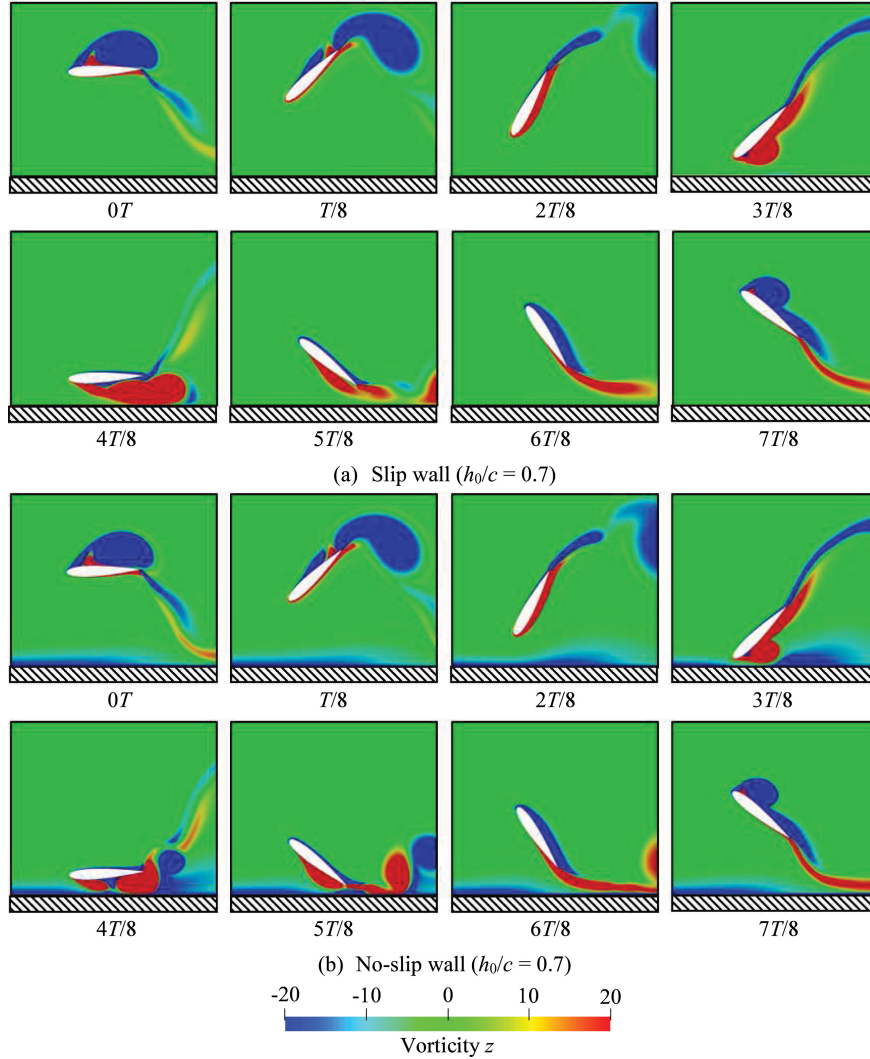 0T T/8 2T/8 3T/8
4T/8 5T/8 6T/8 7T/8
(a) Slip wall (h₀/c = 0.7)
0T T/8 2T/8 3T/8
4T/8 5T/8 6T/8 7T/8
(b) No-slip wall (h₀/c = 0.7)
-20 -10 0 10 20
Vorticity z